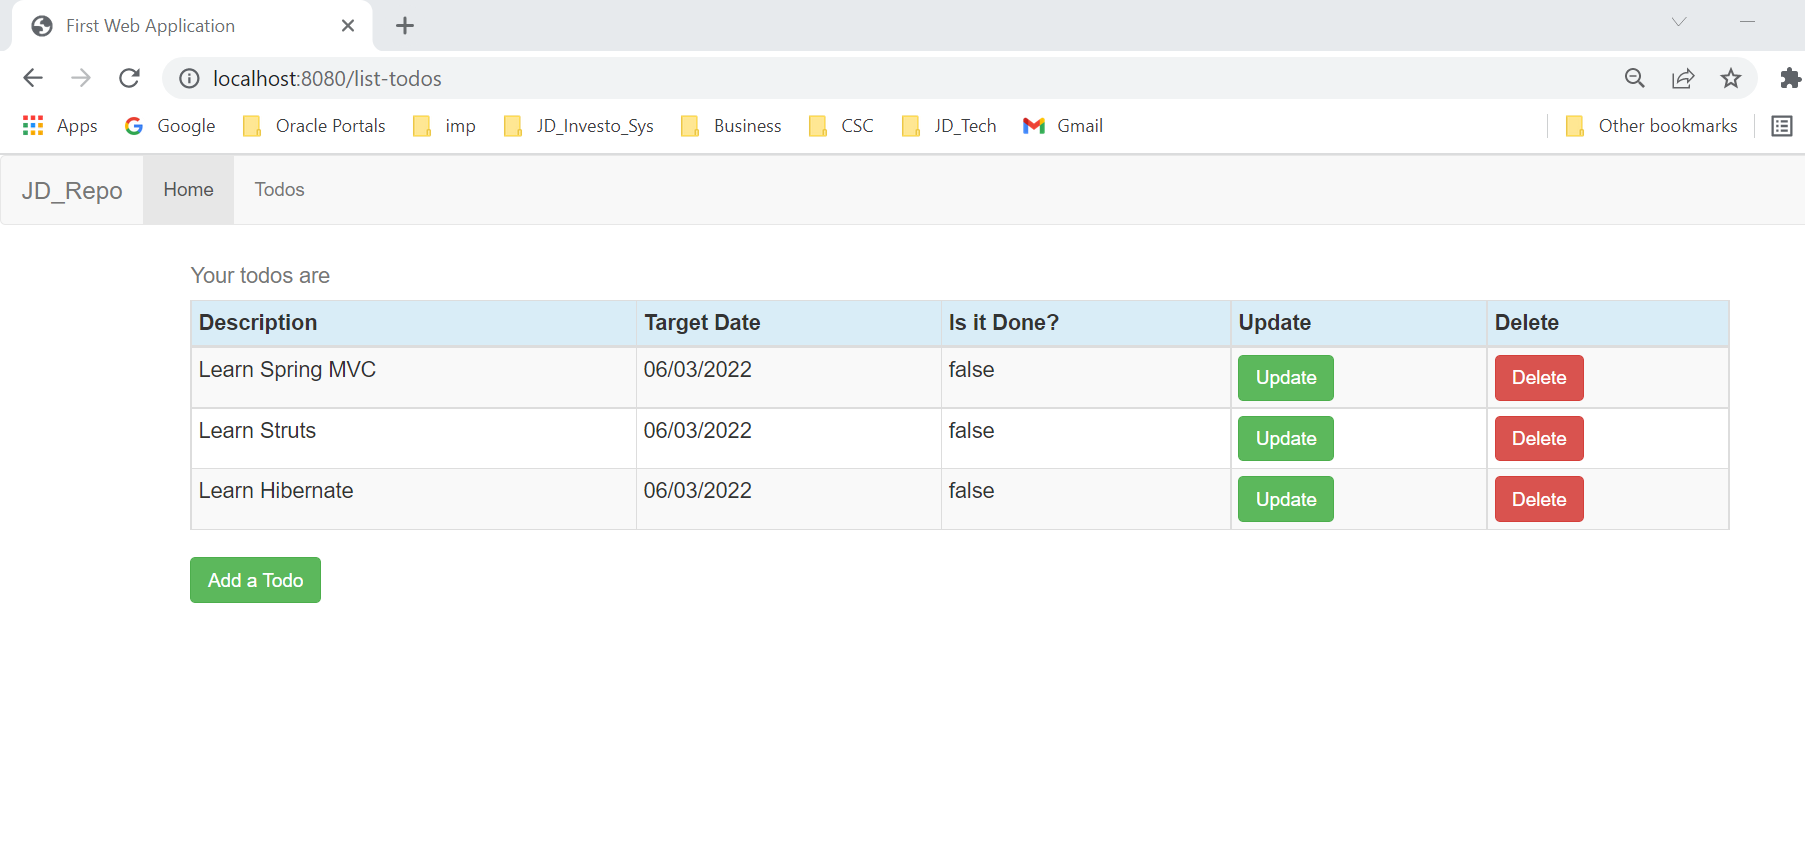 First Web Application
localhost:8080/list-todos
Apps Google Oracle Portals imp JD_Investo_Sys Business CSC JD_Tech Gmail Other bookmarks
JD_Repo Home Todos
Your todos are
Description Target Date Is it Done? Update Delete
Learn Spring MVC 06/03/2022 false Update Delete
Learn Struts 06/03/2022 false Update Delete
Learn Hibernate 06/03/2022 false Update Delete
Add a Todo